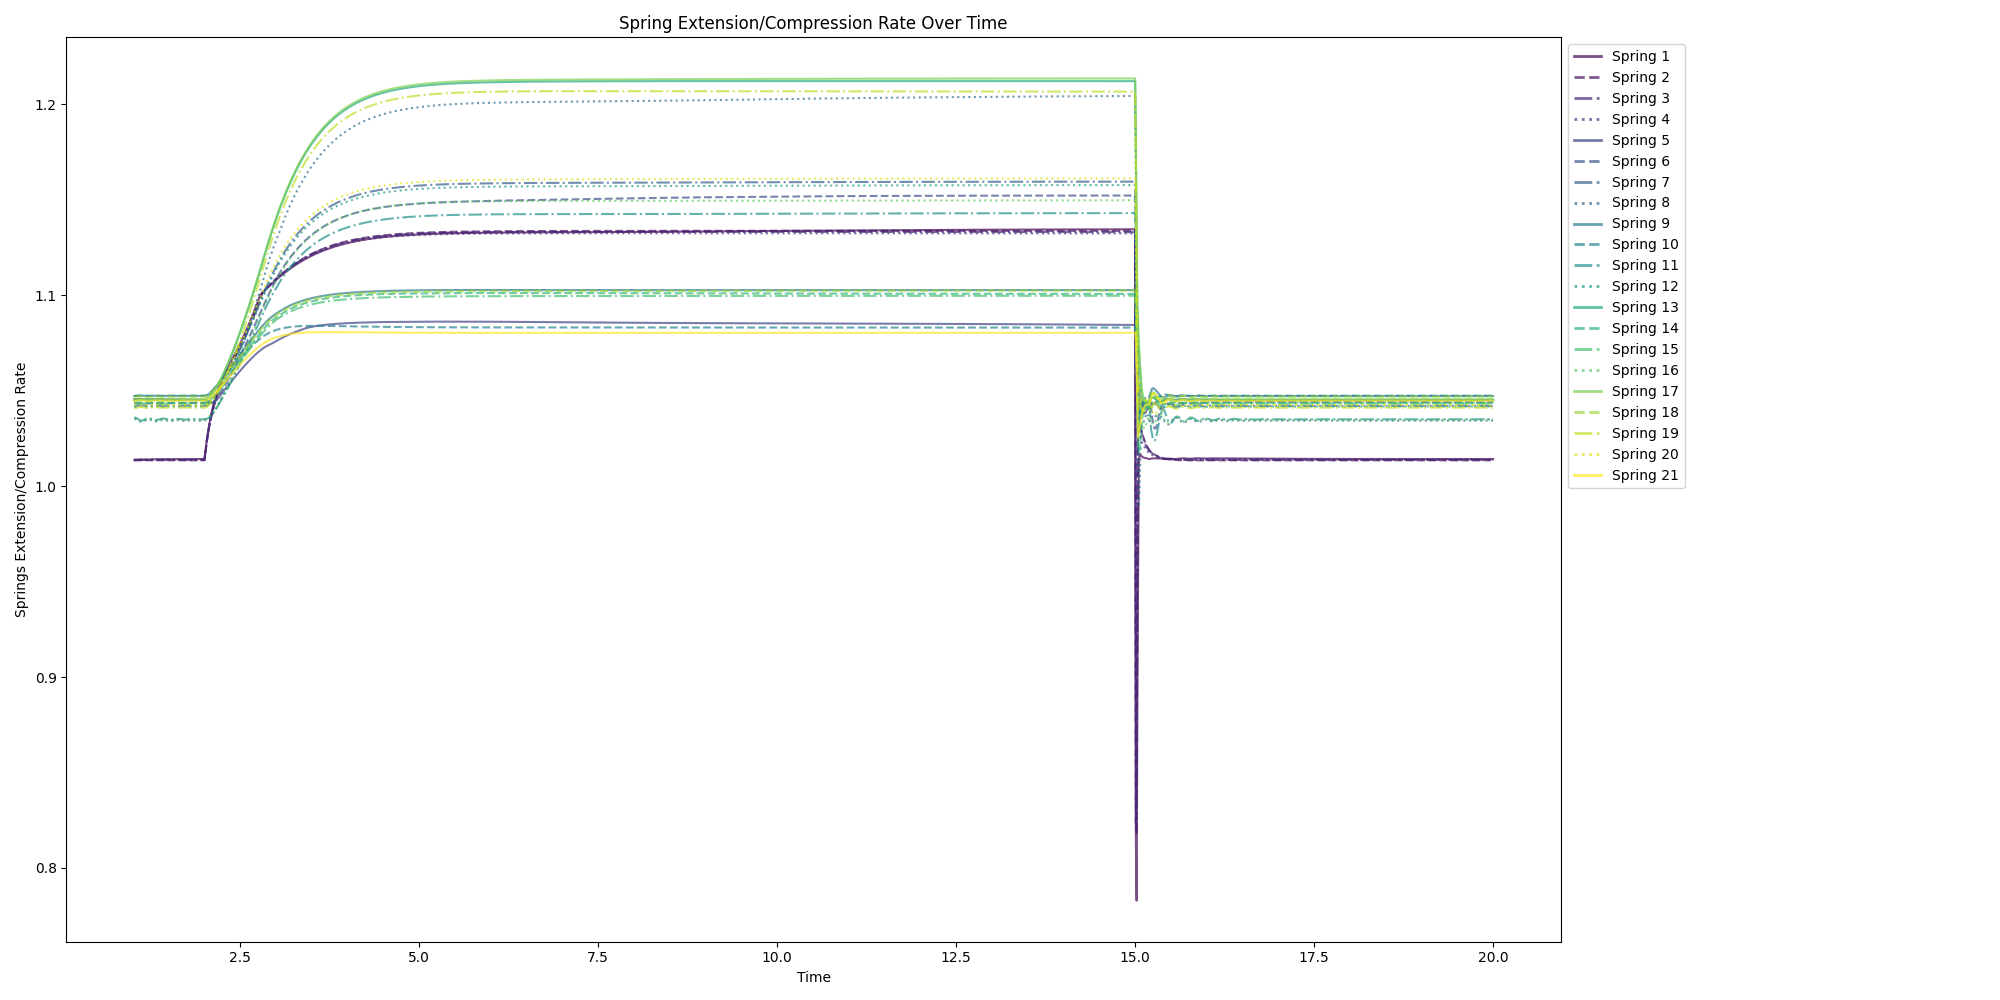 Spring Extension/Compression Rate Over Time
Springs Extension/Compression Rate
1.2
1.1
1.0
0.9
0.8
2.5
5.0
7.5
10.0
12.5
15.0
17.5
20.0
Time
Spring 1
Spring 2
Spring 3
Spring 4
Spring 5
Spring 6
Spring 7
Spring 8
Spring 9
Spring 10
Spring 11
Spring 12
Spring 13
Spring 14
Spring 15
Spring 16
Spring 17
Spring 18
Spring 19
Spring 20
Spring 21